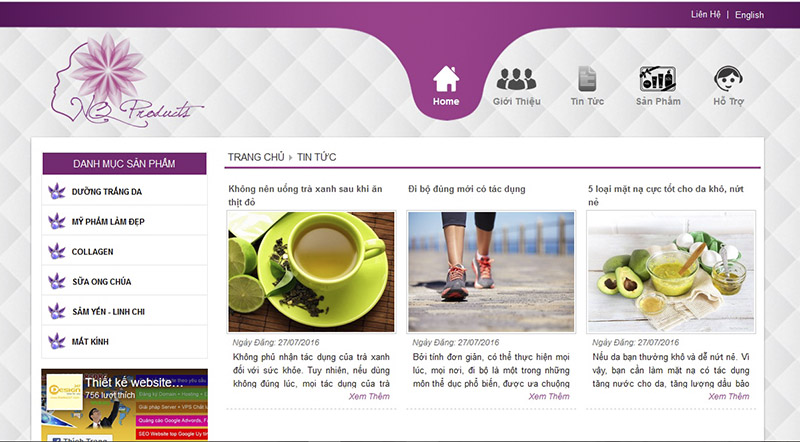 Liên Hệ | English
NQ Products
Home
Giới Thiệu
Tin Tức
Sản Phẩm
Hỗ Trợ
DANH MỤC SẢN PHẨM
DƯỠNG TRẮNG DA
MỸ PHẨM LÀM ĐẸP
COLLAGEN
SỮA ONG CHÚA
SÂM YẾN - LINH CHI
MẮT KÍNH
Thiết kế website...
756 lượt thích
Thích Trang
TRANG CHỦ
TIN TỨC
Không nên uống trà xanh sau khi ăn
thịt đỏ
Ngày Đăng: 27/07/2016
Không phủ nhận tác dụng của trà xanh
đối với sức khỏe. Tuy nhiên, nếu dùng
không đúng lúc, mọi tác dụng của trà
Xem Thêm
Đi bộ đúng mới có tác dụng
Ngày Đăng: 27/07/2016
Bởi tính đơn giản, có thể thực hiện mọi
lúc, mọi nơi, đi bộ là một trong những
môn thể dục phổ biến, được ưa chuộng
Xem Thêm
5 loại mặt nạ cực tốt cho da khô, nứt
nẻ
Ngày Đăng: 27/07/2016
Nếu da bạn thường khô và dễ nứt nẻ. Vì
vậy, bạn cần làm mặt nạ có tác dụng
tăng nước cho da, tăng lượng dầu bảo
Xem Thêm